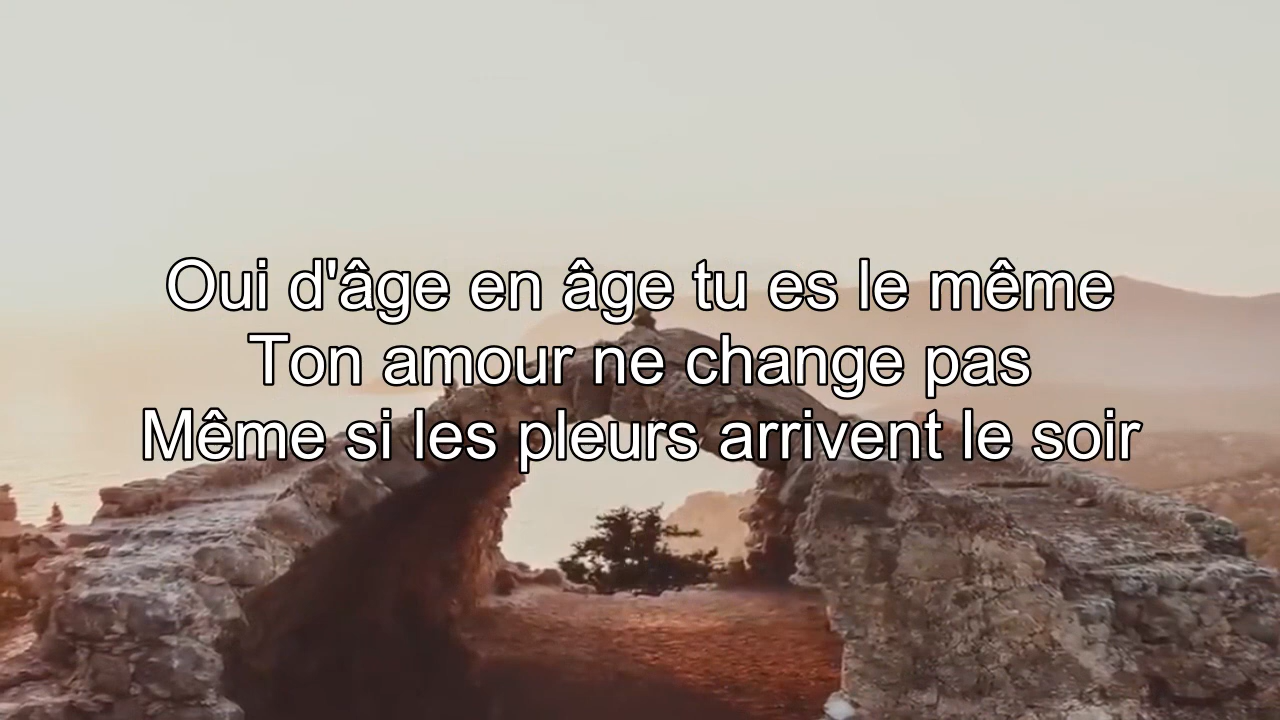 Oui d'âge en âge tu es le même
Ton amour ne change pas
Même si les pleurs arrivent le soir